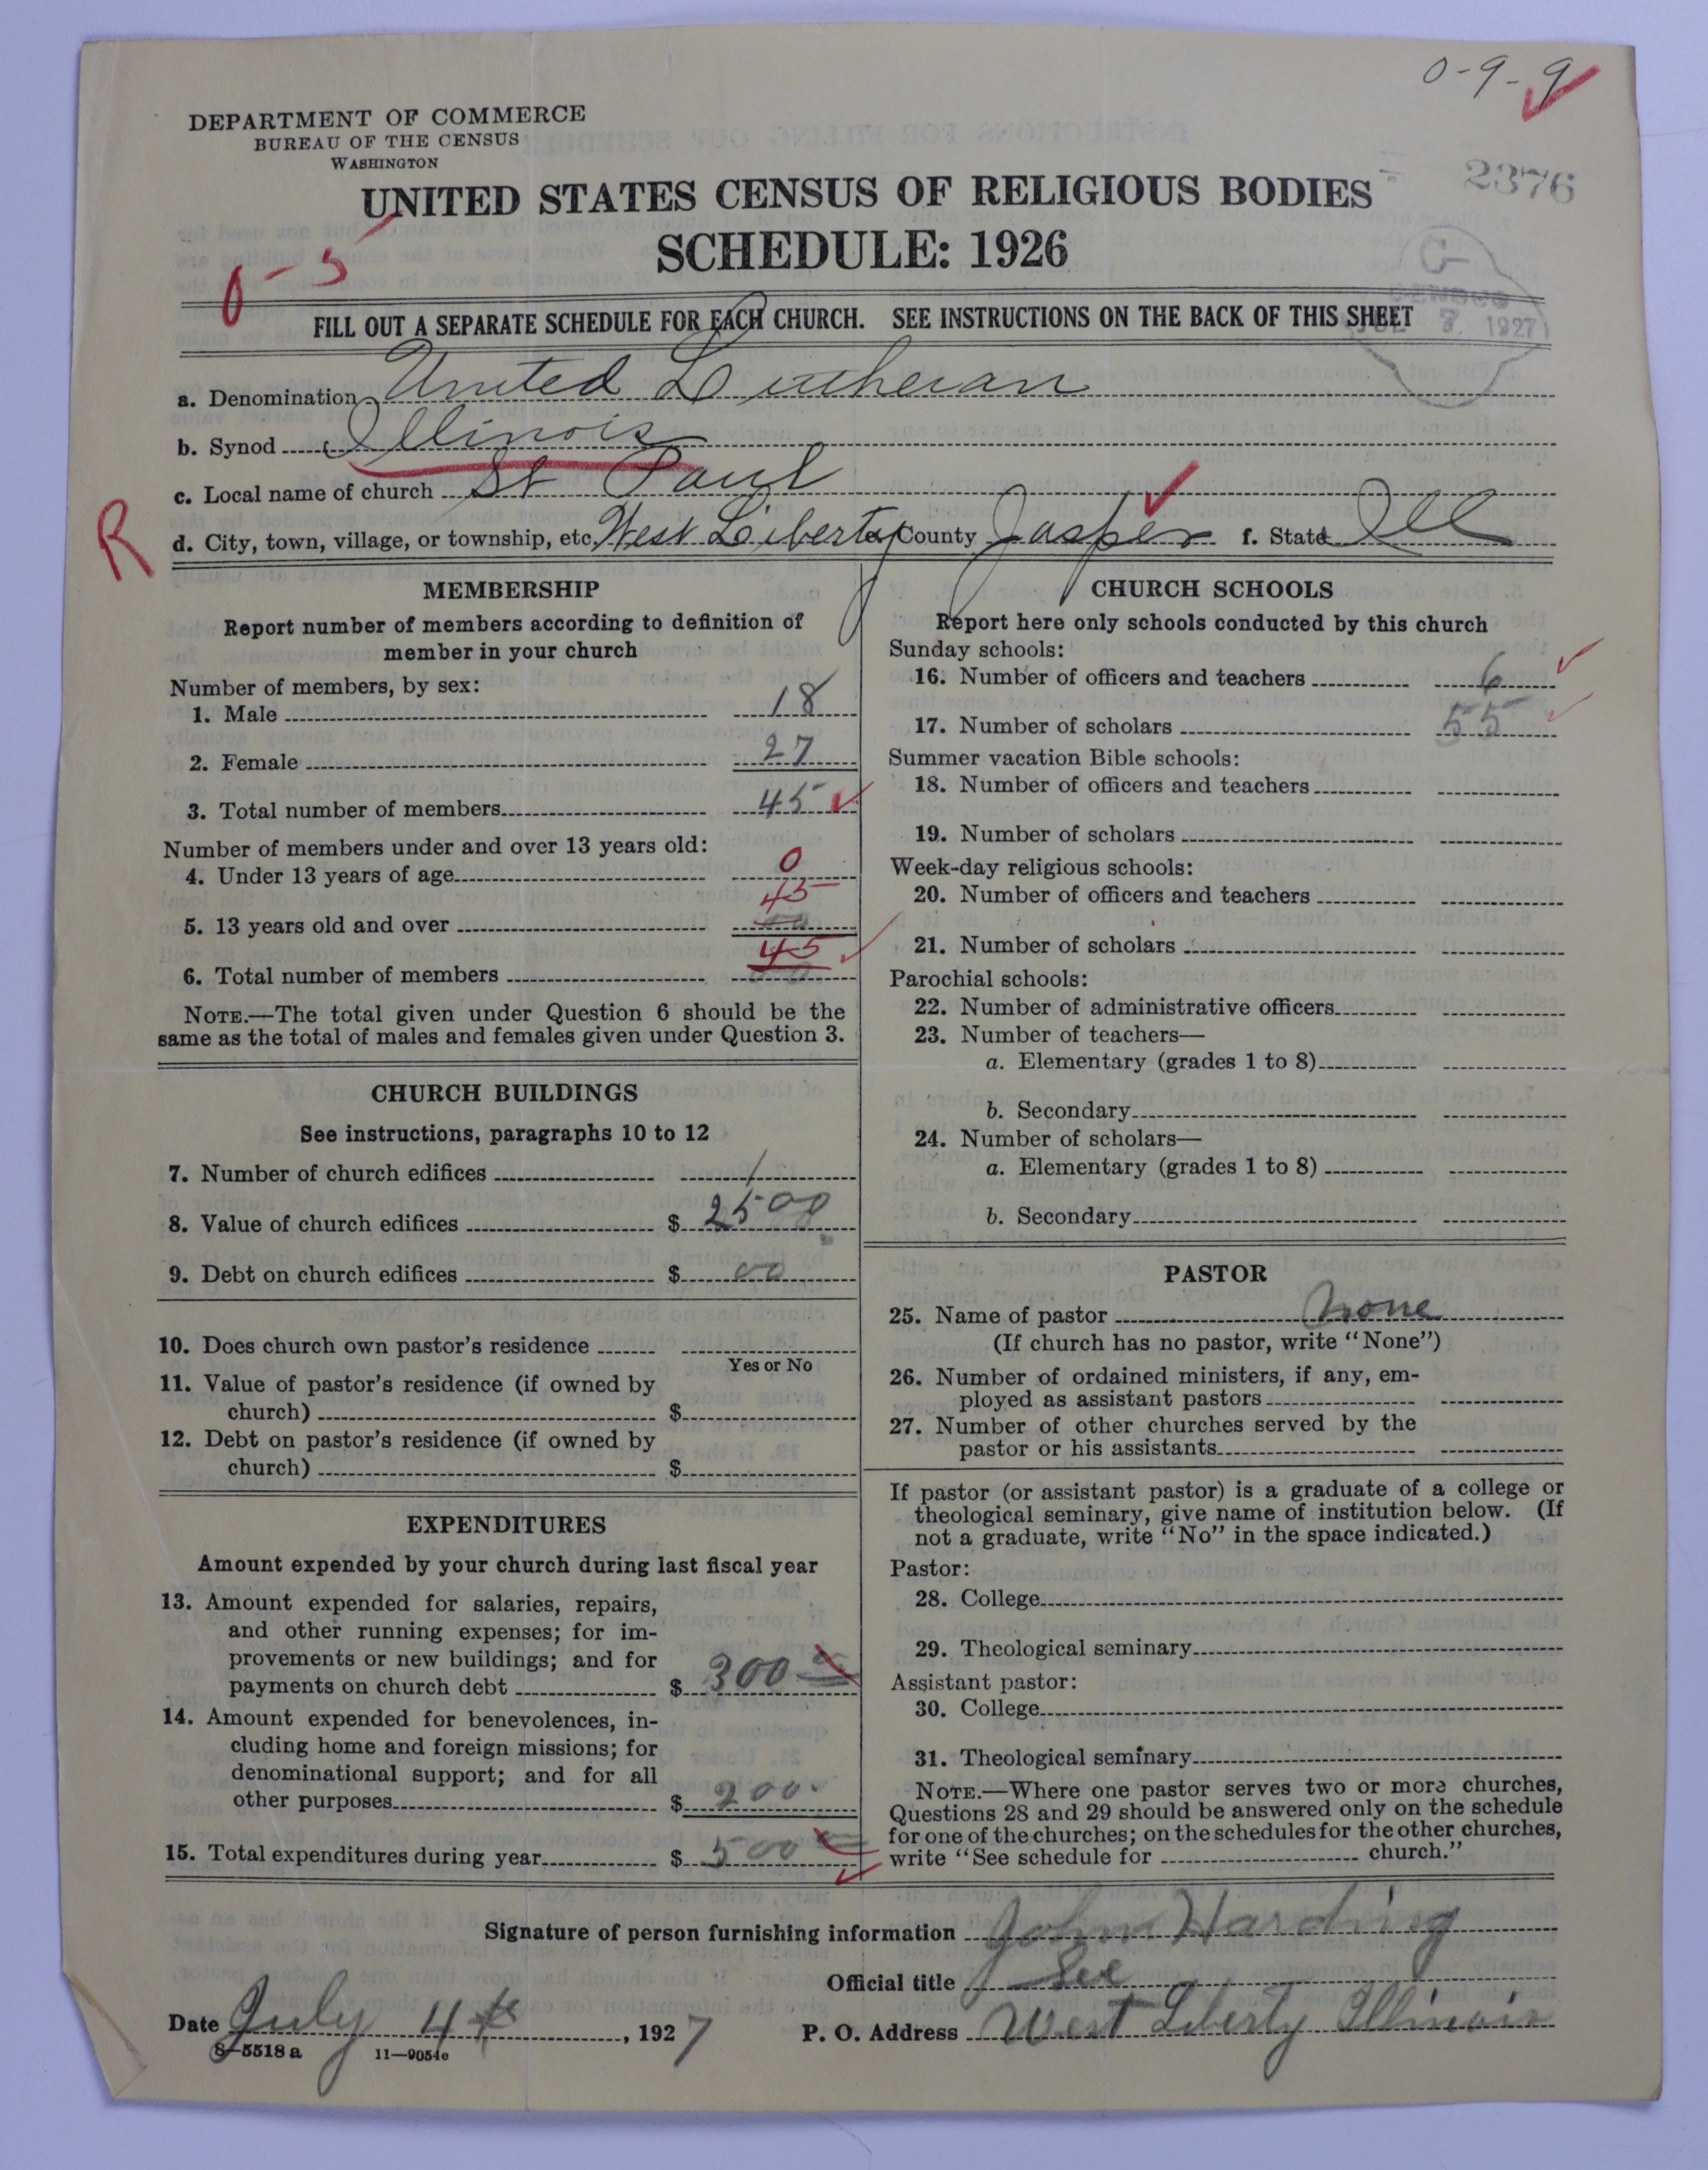 0-9-9
DEPARTMENT OF COMMERCE
BUREAU OF THE CENSUS
WASHINGTON
2376
UNITED STATES CENSUS OF RELIGIOUS BODIES
SCHEDULE: 1926
0-5
CENSUS
7 1927
FILL OUT A SEPARATE SCHEDULE FOR EACH CHURCH. SEE INSTRUCTIONS ON THE BACK OF THIS SHEET
a. Denomination United Lutheran
b. Synod Illinois
c. Local name of church St Paul
R
d. City, town, village, or township, etc. West Liberty e. County Jasper f. State Ill
MEMBERSHIP
Report number of members according to definition of
member in your church
Number of members, by sex:
1. Male 18
2. Female 27
3. Total number of members 45
Number of members under and over 13 years old:
4. Under 13 years of age 0
5. 13 years old and over 45
6. Total number of members 45
NOTE.—The total given under Question 6 should be the
same as the total of males and females given under Question 3.
CHURCH BUILDINGS
See instructions, paragraphs 10 to 12
7. Number of church edifices 1
8. Value of church edifices $ 2500
9. Debt on church edifices $ 00
10. Does church own pastor's residence
Yes or No
11. Value of pastor's residence (if owned by
church) $
12. Debt on pastor's residence (if owned by
church) $
EXPENDITURES
Amount expended by your church during last fiscal year
13. Amount expended for salaries, repairs,
and other running expenses; for im-
provements or new buildings; and for
payments on church debt $ 300
14. Amount expended for benevolences, in-
cluding home and foreign missions; for
denominational support; and for all
other purposes $ 200
15. Total expenditures during year $ 500
CHURCH SCHOOLS
Report here only schools conducted by this church
Sunday schools:
16. Number of officers and teachers 6
17. Number of scholars 55
Summer vacation Bible schools:
18. Number of officers and teachers
19. Number of scholars
Week-day religious schools:
20. Number of officers and teachers
21. Number of scholars
Parochial schools:
22. Number of administrative officers
23. Number of teachers—
a. Elementary (grades 1 to 8)
b. Secondary
24. Number of scholars—
a. Elementary (grades 1 to 8)
b. Secondary
PASTOR
25. Name of pastor None
(If church has no pastor, write "None")
26. Number of ordained ministers, if any, em-
ployed as assistant pastors
27. Number of other churches served by the
pastor or his assistants
If pastor (or assistant pastor) is a graduate of a college or
theological seminary, give name of institution below. (If
not a graduate, write "No" in the space indicated.)
Pastor:
28. College
29. Theological seminary
Assistant pastor:
30. College
31. Theological seminary
NOTE.—Where one pastor serves two or more churches,
Questions 28 and 29 should be answered only on the schedule
for one of the churches; on the schedules for the other churches,
write "See schedule for church."
Signature of person furnishing information John Harding
Official title Sec
Date July 4th, 1927 P. O. Address West Liberty Illinois
8-5518 a 11-9054e